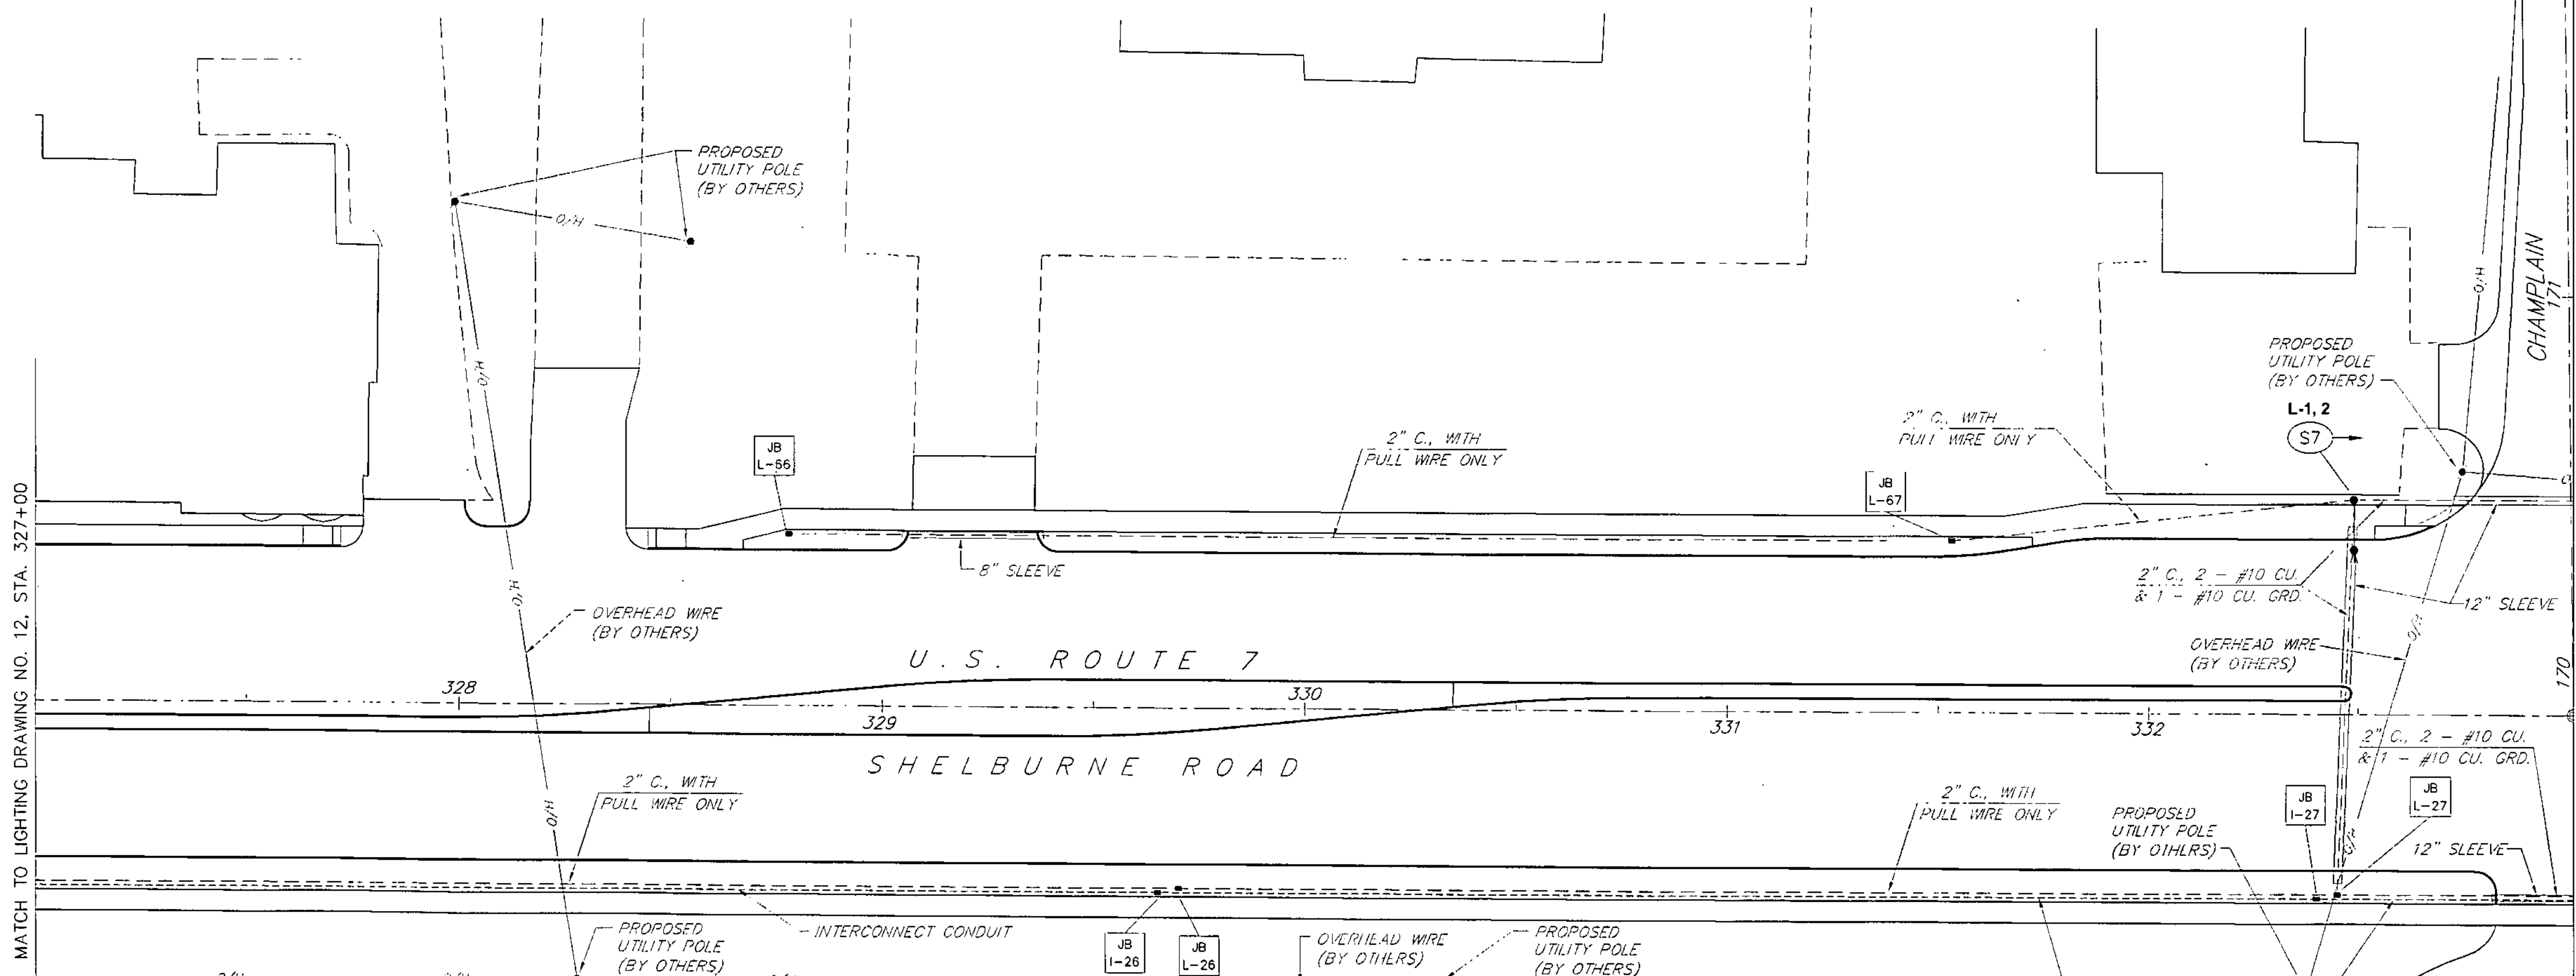 MATCH TO LIGHTING DRAWING NO. 12, STA. 327+00
PROPOSED
UTILITY POLE
(BY OTHERS)
O/H
O/H
O/H
O/H
OVERHEAD WIRE
(BY OTHERS)
JB
L-66
8" SLEEVE
2" C., WITH
PULL WIRE ONLY
JB
L-67
2" C., WITH
PULL WIRE ONLY
PROPOSED
UTILITY POLE
(BY OTHERS)
L-1, 2
S7
O/H
CHAMPLAIN
171
170
2" C., 2 - #10 CU.
& 1 - #10 CU. GRD.
12" SLEEVE
O/H
OVERHEAD WIRE
(BY OTHERS)
U.S. ROUTE 7
328
329
330
331
332
SHELBURNE ROAD
2" C., 2 - #10 CU.
& 1 - #10 CU. GRD.
2" C., WITH
PULL WIRE ONLY
2" C., WITH
PULL WIRE ONLY
PROPOSED
UTILITY POLE
(BY OTHERS)
JB
I-27
JB
L-27
O/H
12" SLEEVE
INTERCONNECT CONDUIT
PROPOSED
UTILITY POLE
(BY OTHERS)
JB
I-26
JB
L-26
OVERHEAD WIRE
(BY OTHERS)
PROPOSED
UTILITY POLE
(BY OTHERS)